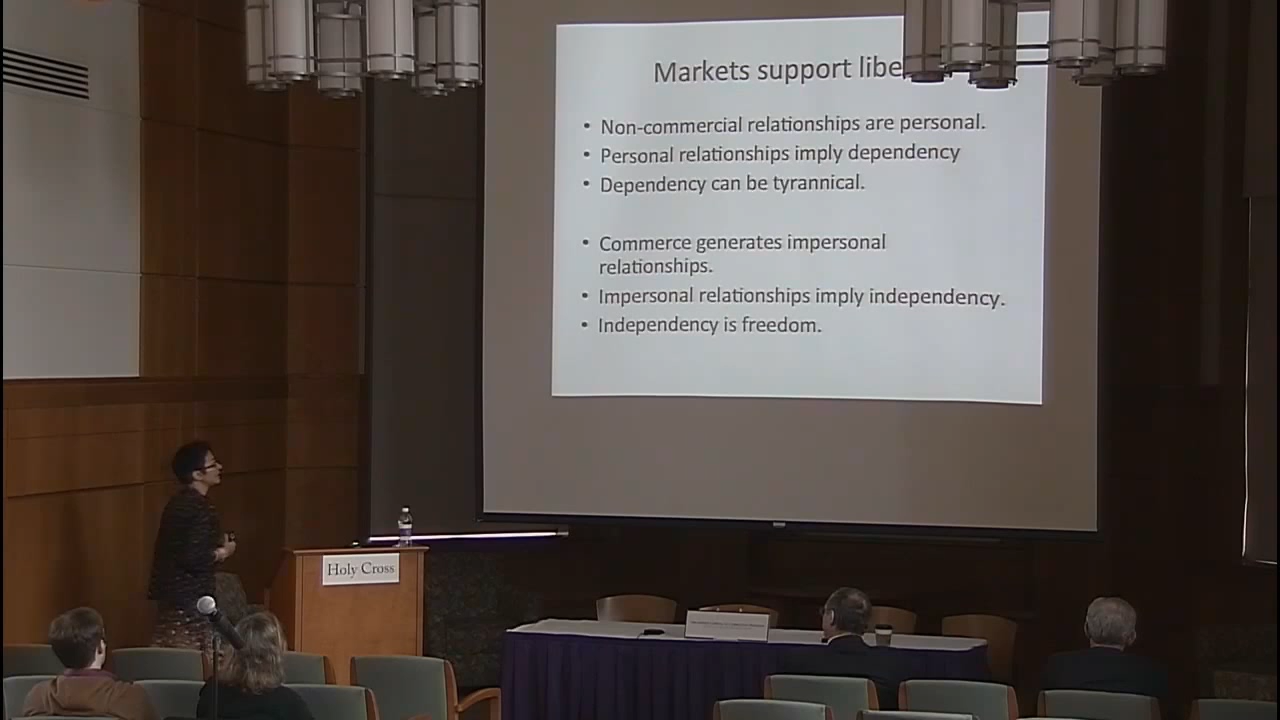 Markets support libe
• Non-commercial relationships are personal.
• Personal relationships imply dependency
• Dependency can be tyrannical.
• Commerce generates impersonal
relationships.
• Impersonal relationships imply independency.
• Independency is freedom.
Holy Cross